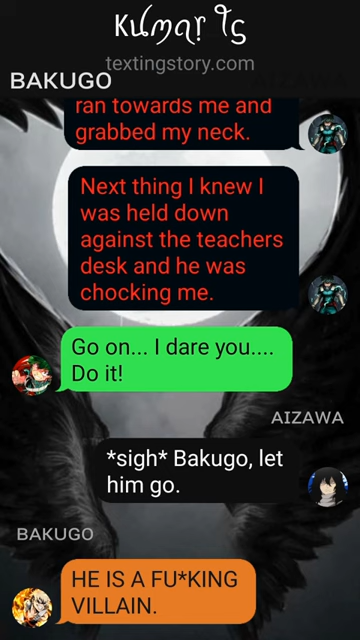 Kumar Ts
textingstory.com
BAKUGO
AIZAWA
ran towards me and
grabbed my neck.
Next thing I knew I
was held down
against the teachers
desk and he was
chocking me.
Go on... I dare you....
Do it!
AIZAWA
*sigh* Bakugo, let
him go.
BAKUGO
HE IS A FU*KING
VILLAIN.